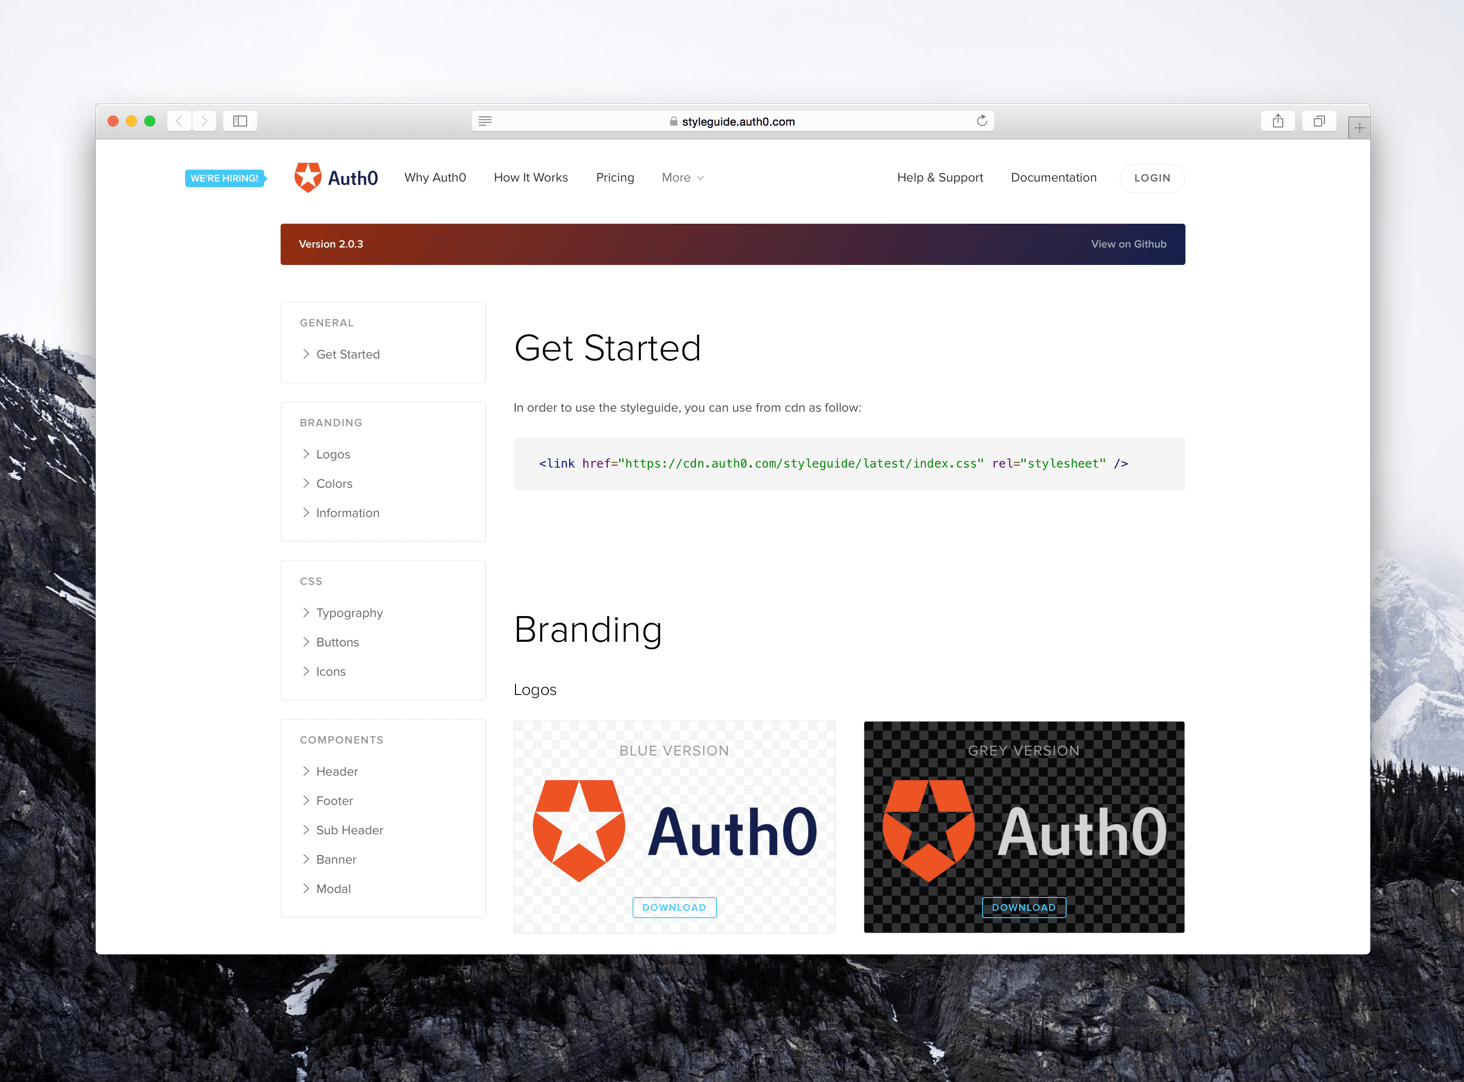 styleguide.auth0.com
WE'RE HIRING!
Auth0
Why Auth0
How It Works
Pricing
More
Help & Support
Documentation
LOGIN
Version 2.0.3
View on Github
GENERAL
Get Started
BRANDING
Logos
Colors
Information
CSS
Typography
Buttons
Icons
COMPONENTS
Header
Footer
Sub Header
Banner
Modal
Get Started
In order to use the styleguide, you can use from cdn as follow:
<link href="https://cdn.auth0.com/styleguide/latest/index.css" rel="stylesheet" />
Branding
Logos
BLUE VERSION
Auth0
DOWNLOAD
GREY VERSION
Auth0
DOWNLOAD